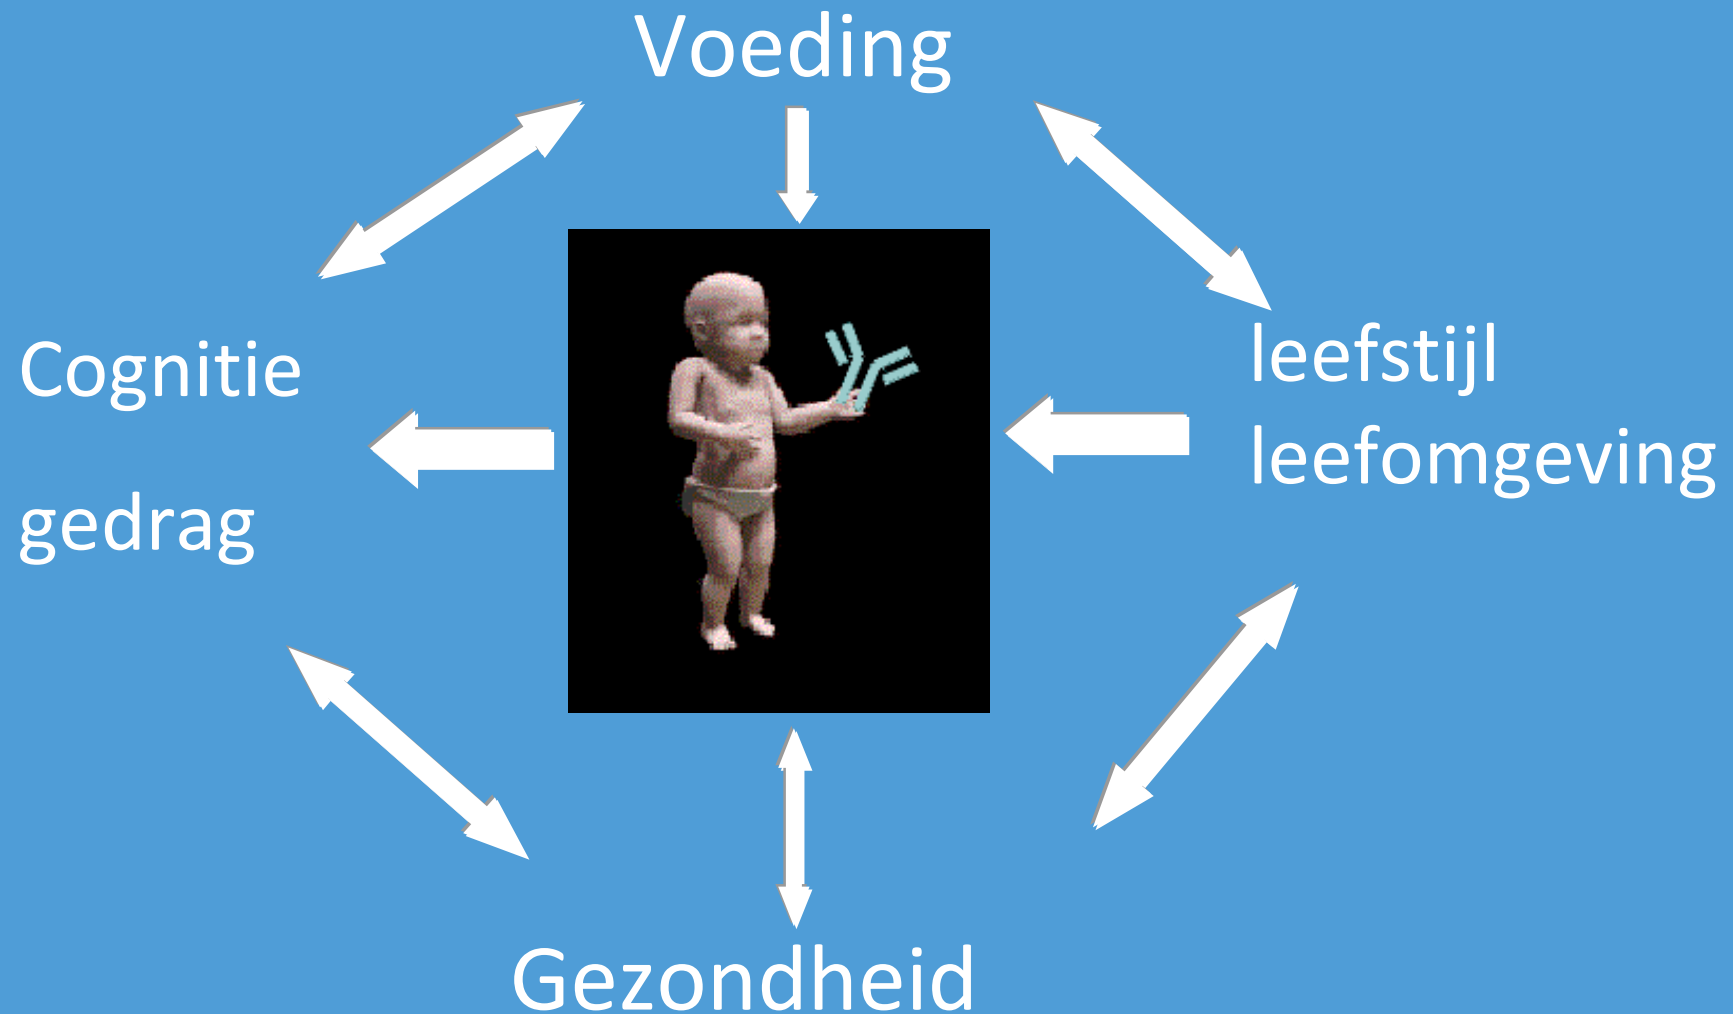 Voeding
Cognitie
gedrag
leefstijl
leefomgeving
Gezondheid